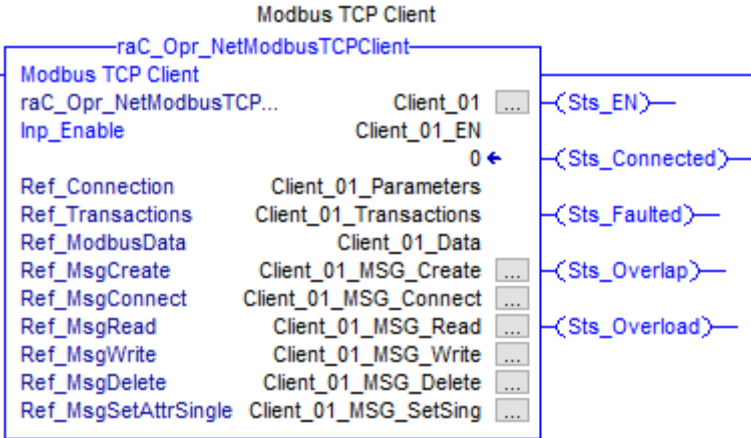 Modbus TCP Client
raC_Opr_NetModbusTCPClient
Modbus TCP Client
raC_Opr_NetModbusTCP... Client_01 ... (Sts_EN)
Inp_Enable Client_01_EN
0 (Sts_Connected)
Ref_Connection Client_01_Parameters
Ref_Transactions Client_01_Transactions (Sts_Faulted)
Ref_ModbusData Client_01_Data
Ref_MsgCreate Client_01_MSG_Create ... (Sts_Overlap)
Ref_MsgConnect Client_01_MSG_Connect ...
Ref_MsgRead Client_01_MSG_Read ... (Sts_Overload)
Ref_MsgWrite Client_01_MSG_Write ...
Ref_MsgDelete Client_01_MSG_Delete ...
Ref_MsgSetAttrSingle Client_01_MSG_SetSing ...